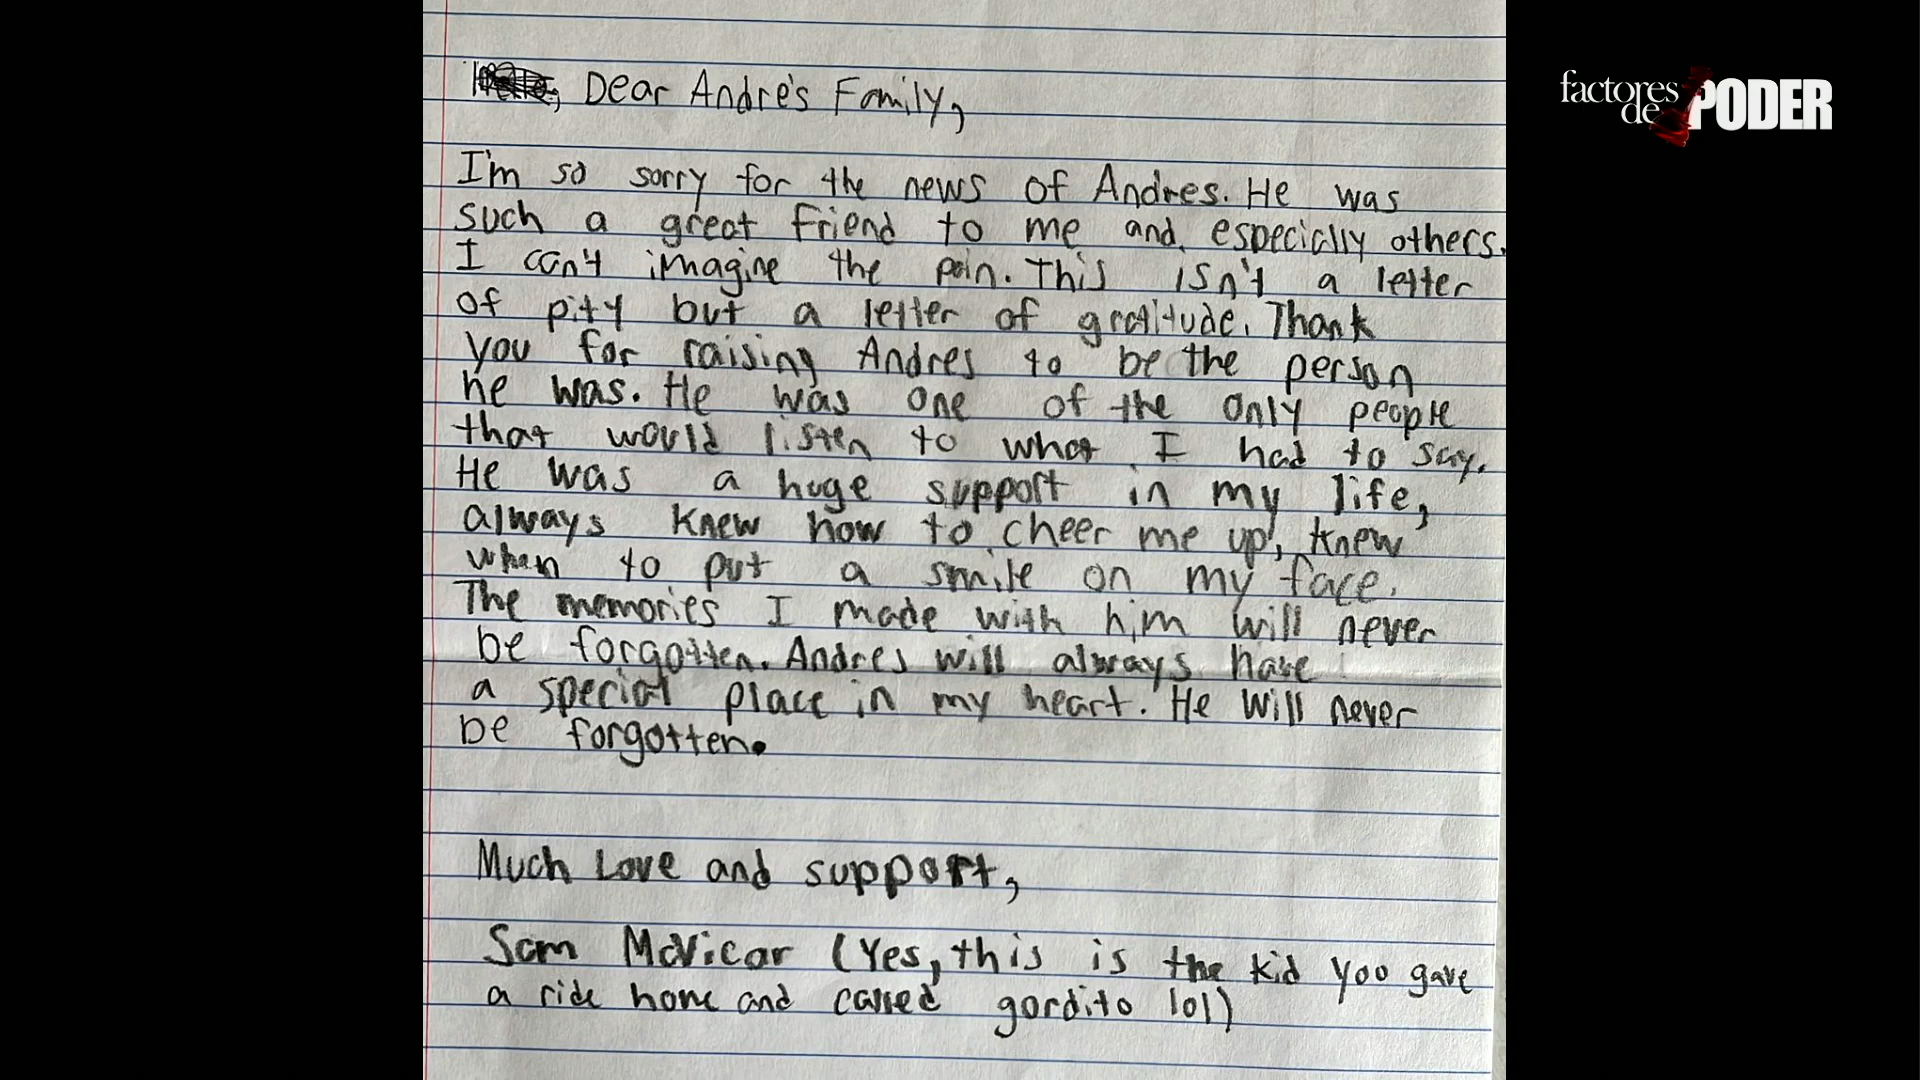 Dear Andre's Family,
I'm so sorry for the news of Andres. He was
such a great friend to me and especially others.
I can't imagine the pain. This isn't a letter
of pity but a letter of gratitude. Thank
you for raising Andres to be the person
he was. He was one of the only people
that would listen to what I had to say.
He was a huge support in my life,
always knew how to cheer me up, knew
when to put a smile on my face.
The memories I made with him will never
be forgotten. Andres will always have
a special place in my heart. He will never
be forgotten.
Much Love and support,
Sam McVicar (Yes, this is the kid you gave
a ride home and called gordito lol)
factores
de PODER